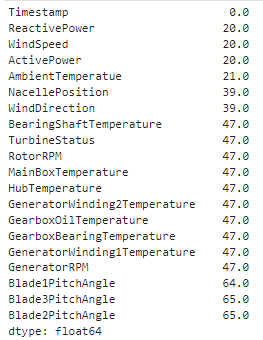 Timestamp 0.0
ReactivePower 20.0
WindSpeed 20.0
ActivePower 20.0
AmbientTemperatue 21.0
NacellePosition 39.0
WindDirection 39.0
BearingShaftTemperature 47.0
TurbineStatus 47.0
RotorRPM 47.0
MainBoxTemperature 47.0
HubTemperature 47.0
GeneratorWinding2Temperature 47.0
GearboxOilTemperature 47.0
GearboxBearingTemperature 47.0
GeneratorWinding1Temperature 47.0
GeneratorRPM 47.0
Blade1PitchAngle 64.0
Blade3PitchAngle 65.0
Blade2PitchAngle 65.0
dtype: float64